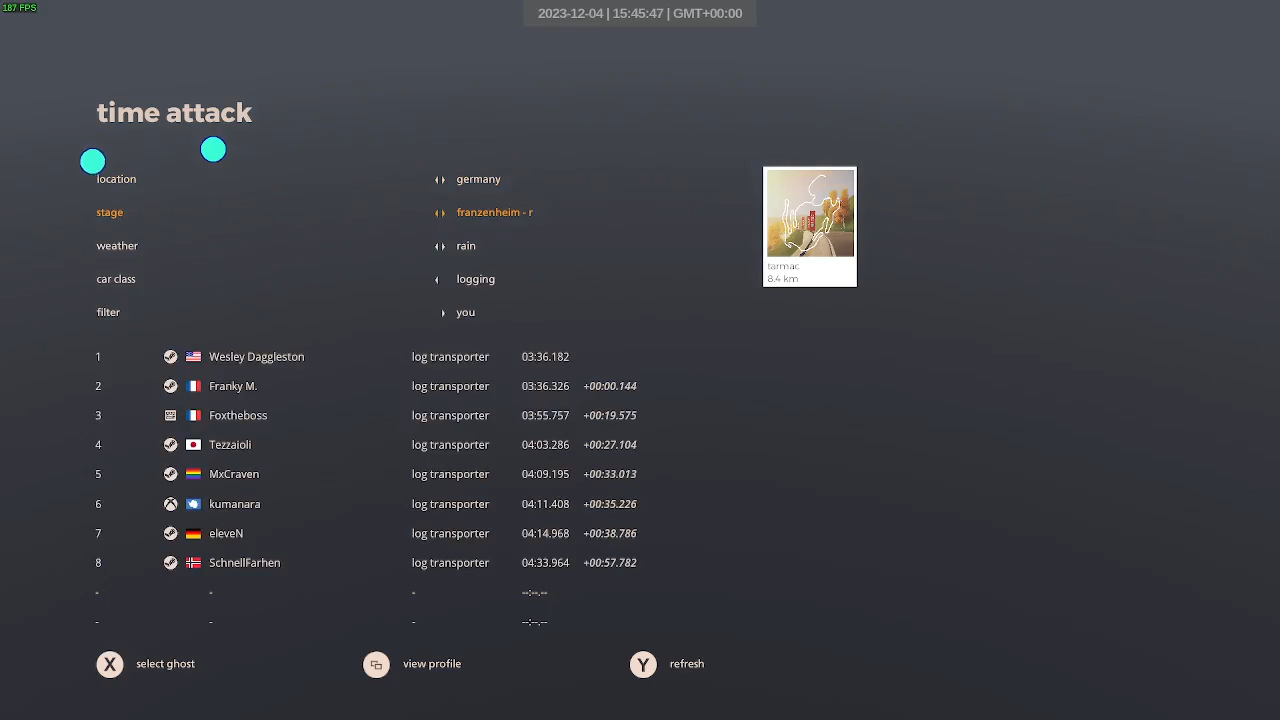 187 FPS
2023-12-04 | 15:45:47 | GMT+00:00
time attack
location germany
stage franzenheim - r
weather rain
car class logging
filter you
tarmac
8.4 km
1 Wesley Daggleston log transporter 03:36.182
2 Franky M. log transporter 03:36.326 +00:00.144
3 Foxtheboss log transporter 03:55.757 +00:19.575
4 Tezzaioli log transporter 04:03.286 +00:27.104
5 MxCraven log transporter 04:09.195 +00:33.013
6 kumanara log transporter 04:11.408 +00:35.226
7 eleveN log transporter 04:14.968 +00:38.786
8 SchnellFarhen log transporter 04:33.964 +00:57.782
- - - --:--.--
- - - --:--.--
X select ghost view profile Y refresh